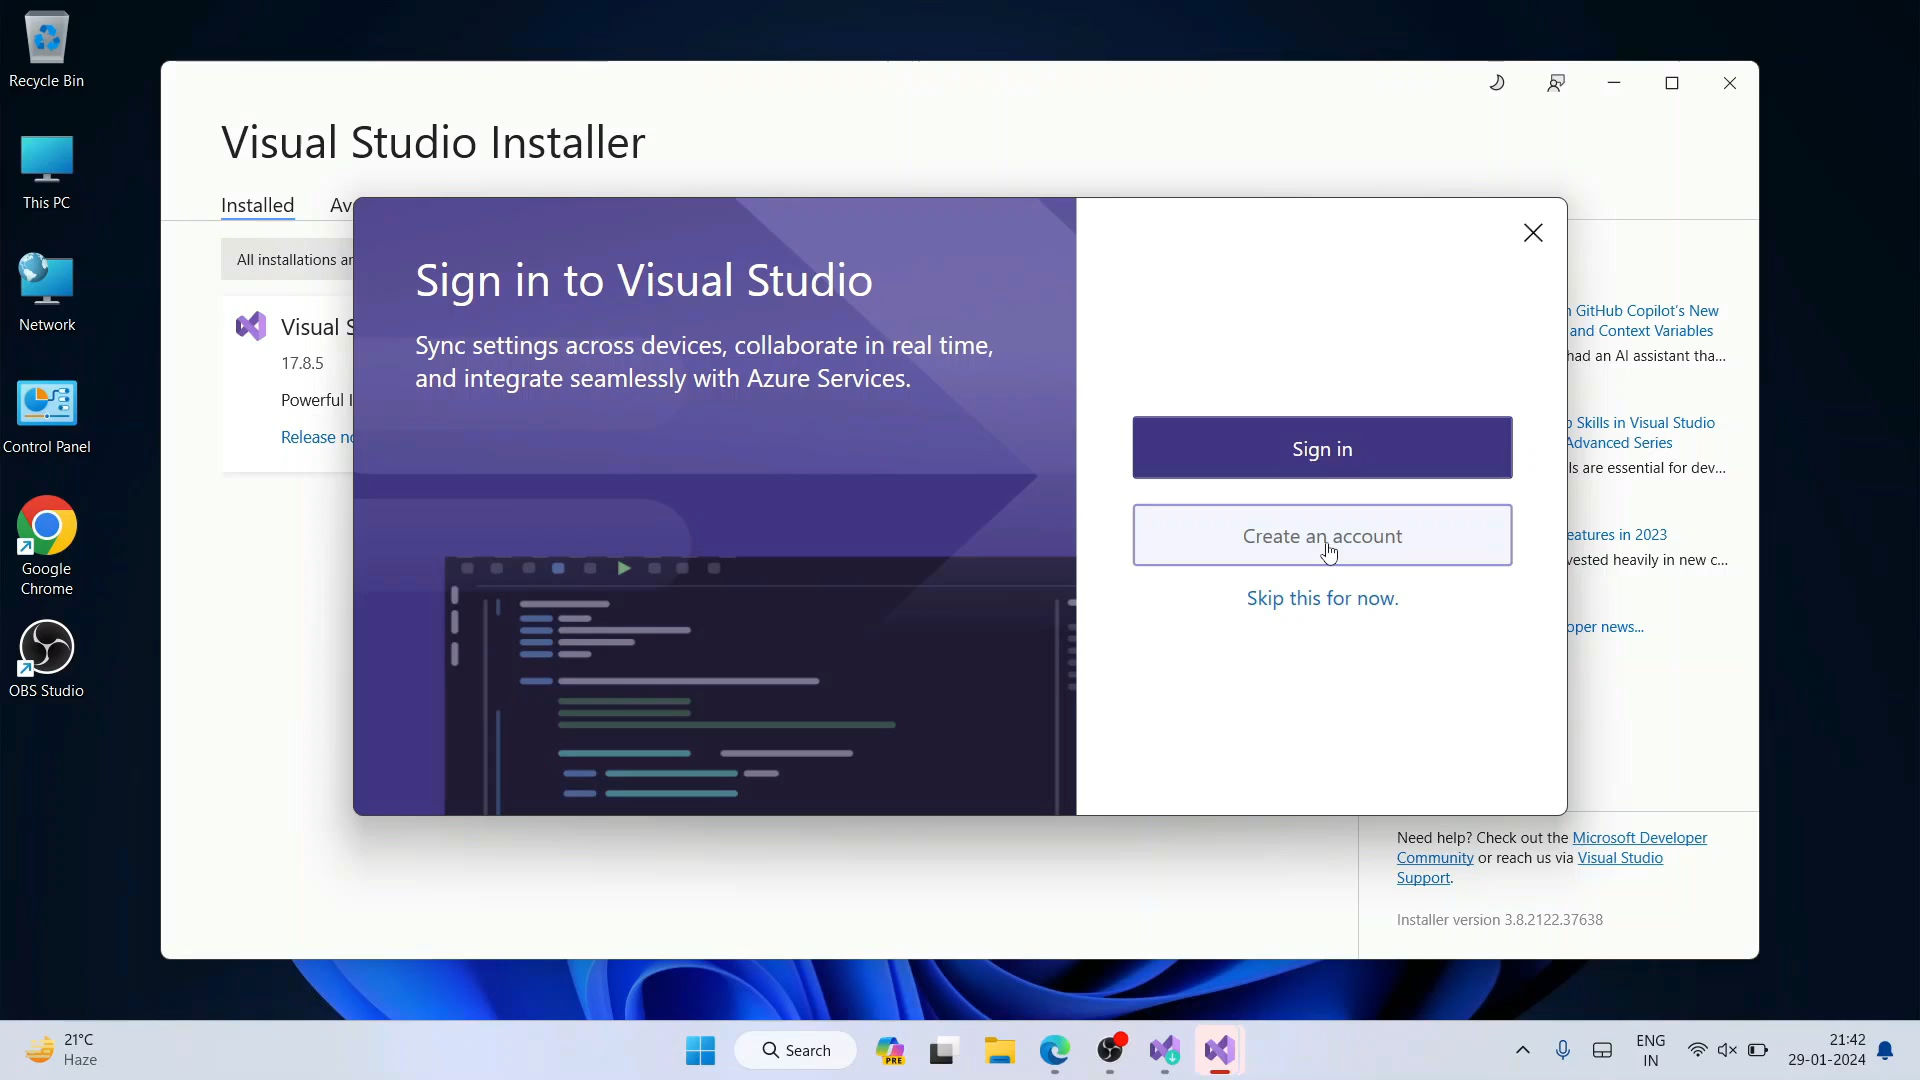 Recycle Bin
This PC
Network
Control Panel
Google
Chrome
OBS Studio
Visual Studio Installer
Installed
Av
All installations ar
Visual S
17.8.5
Powerful I
Release no
Sign in to Visual Studio
Sync settings across devices, collaborate in real time,
and integrate seamlessly with Azure Services.
Sign in
Create an account
Skip this for now.
GitHub Copilot's New
and Context Variables
had an AI assistant tha...
Skills in Visual Studio
Advanced Series
ls are essential for dev...
eatures in 2023
vested heavily in new c...
oper news...
Need help? Check out the Microsoft Developer
Community or reach us via Visual Studio
Support.
Installer version 3.8.2122.37638
21°C
Haze
Search
PRE
ENG
IN
21:42
29-01-2024